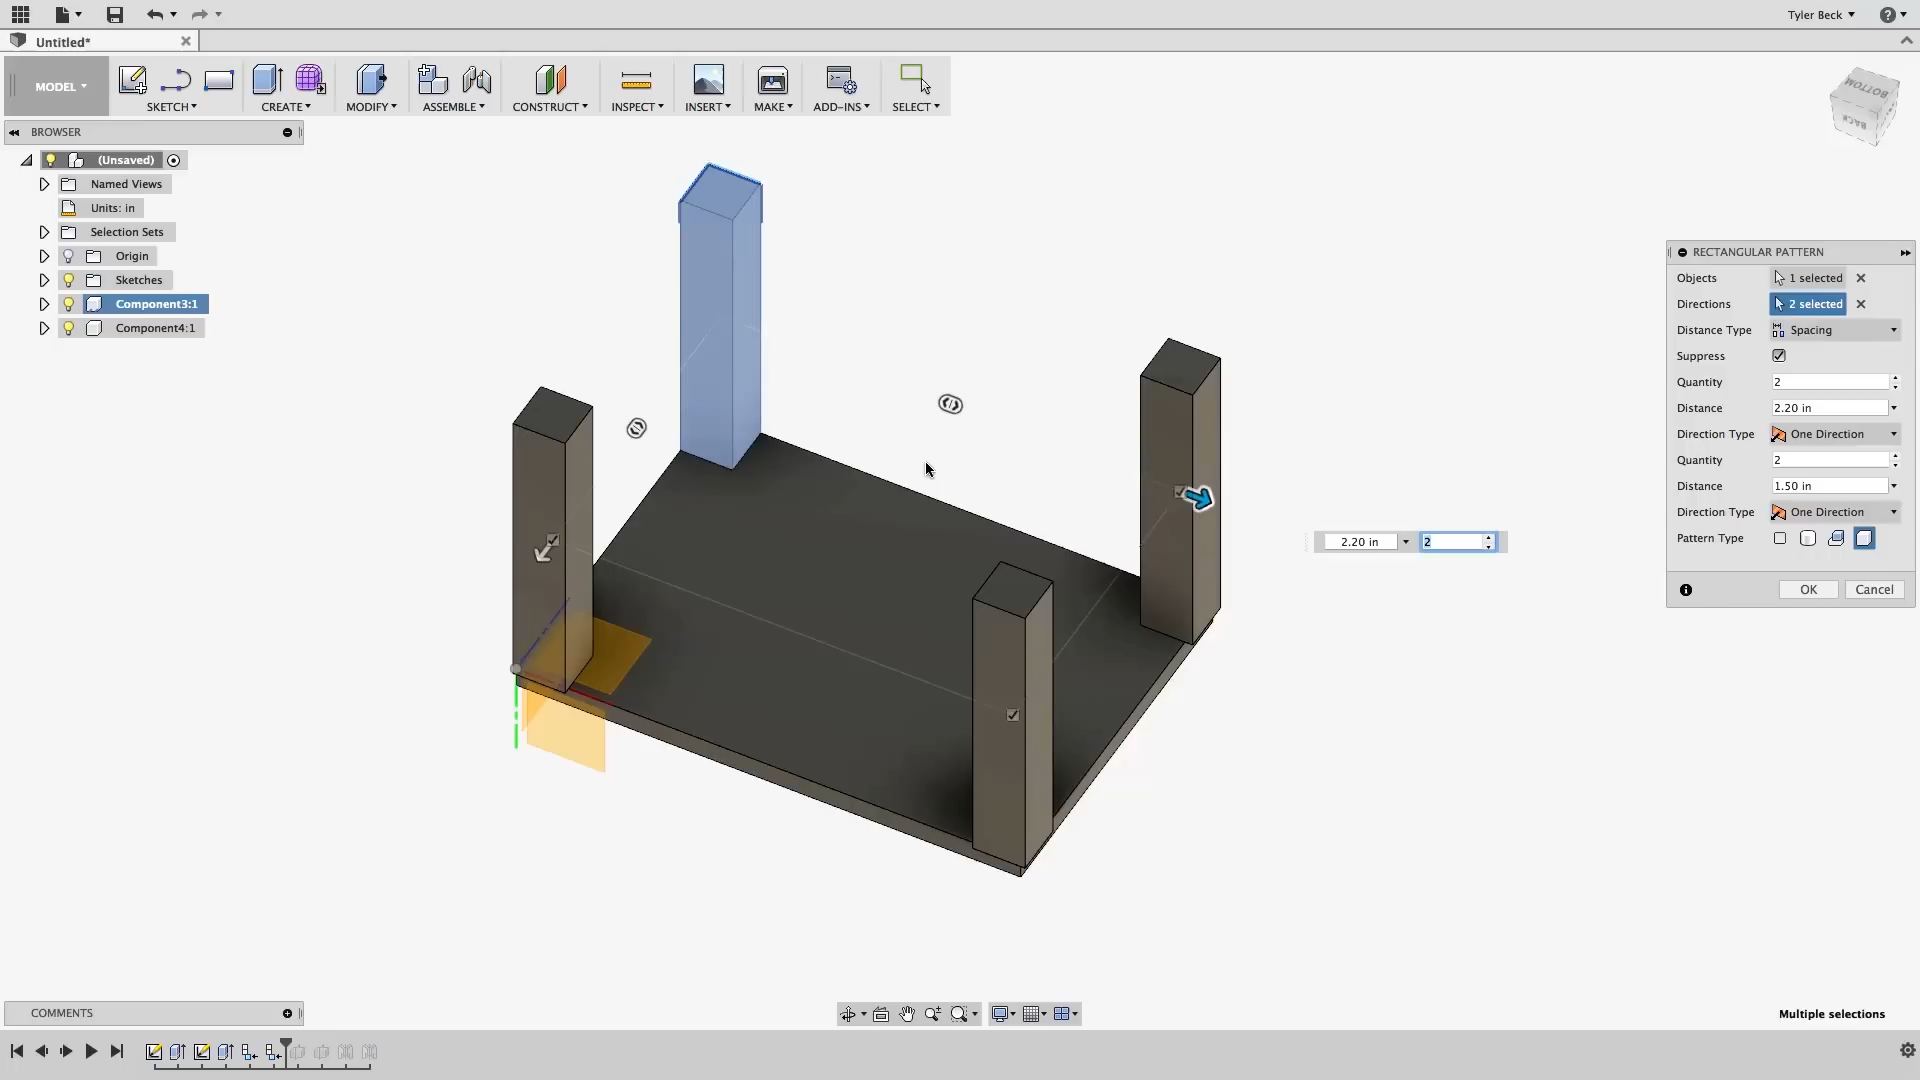 Tyler Beck
Untitled*
MODEL
SKETCH
CREATE
MODIFY
ASSEMBLE
CONSTRUCT
INSPECT
INSERT
MAKE
ADD-INS
SELECT
BOTTOM
BACK
BROWSER
(Unsaved)
Named Views
Units: in
Selection Sets
Origin
Sketches
Component3:1
Component4:1
RECTANGULAR PATTERN
Objects 1 selected
Directions 2 selected
Distance Type Spacing
Suppress
Quantity 2
Distance 2.20 in
Direction Type One Direction
Quantity 2
Distance 1.50 in
Direction Type One Direction
Pattern Type
OK Cancel
2.20 in 2
COMMENTS
Multiple selections